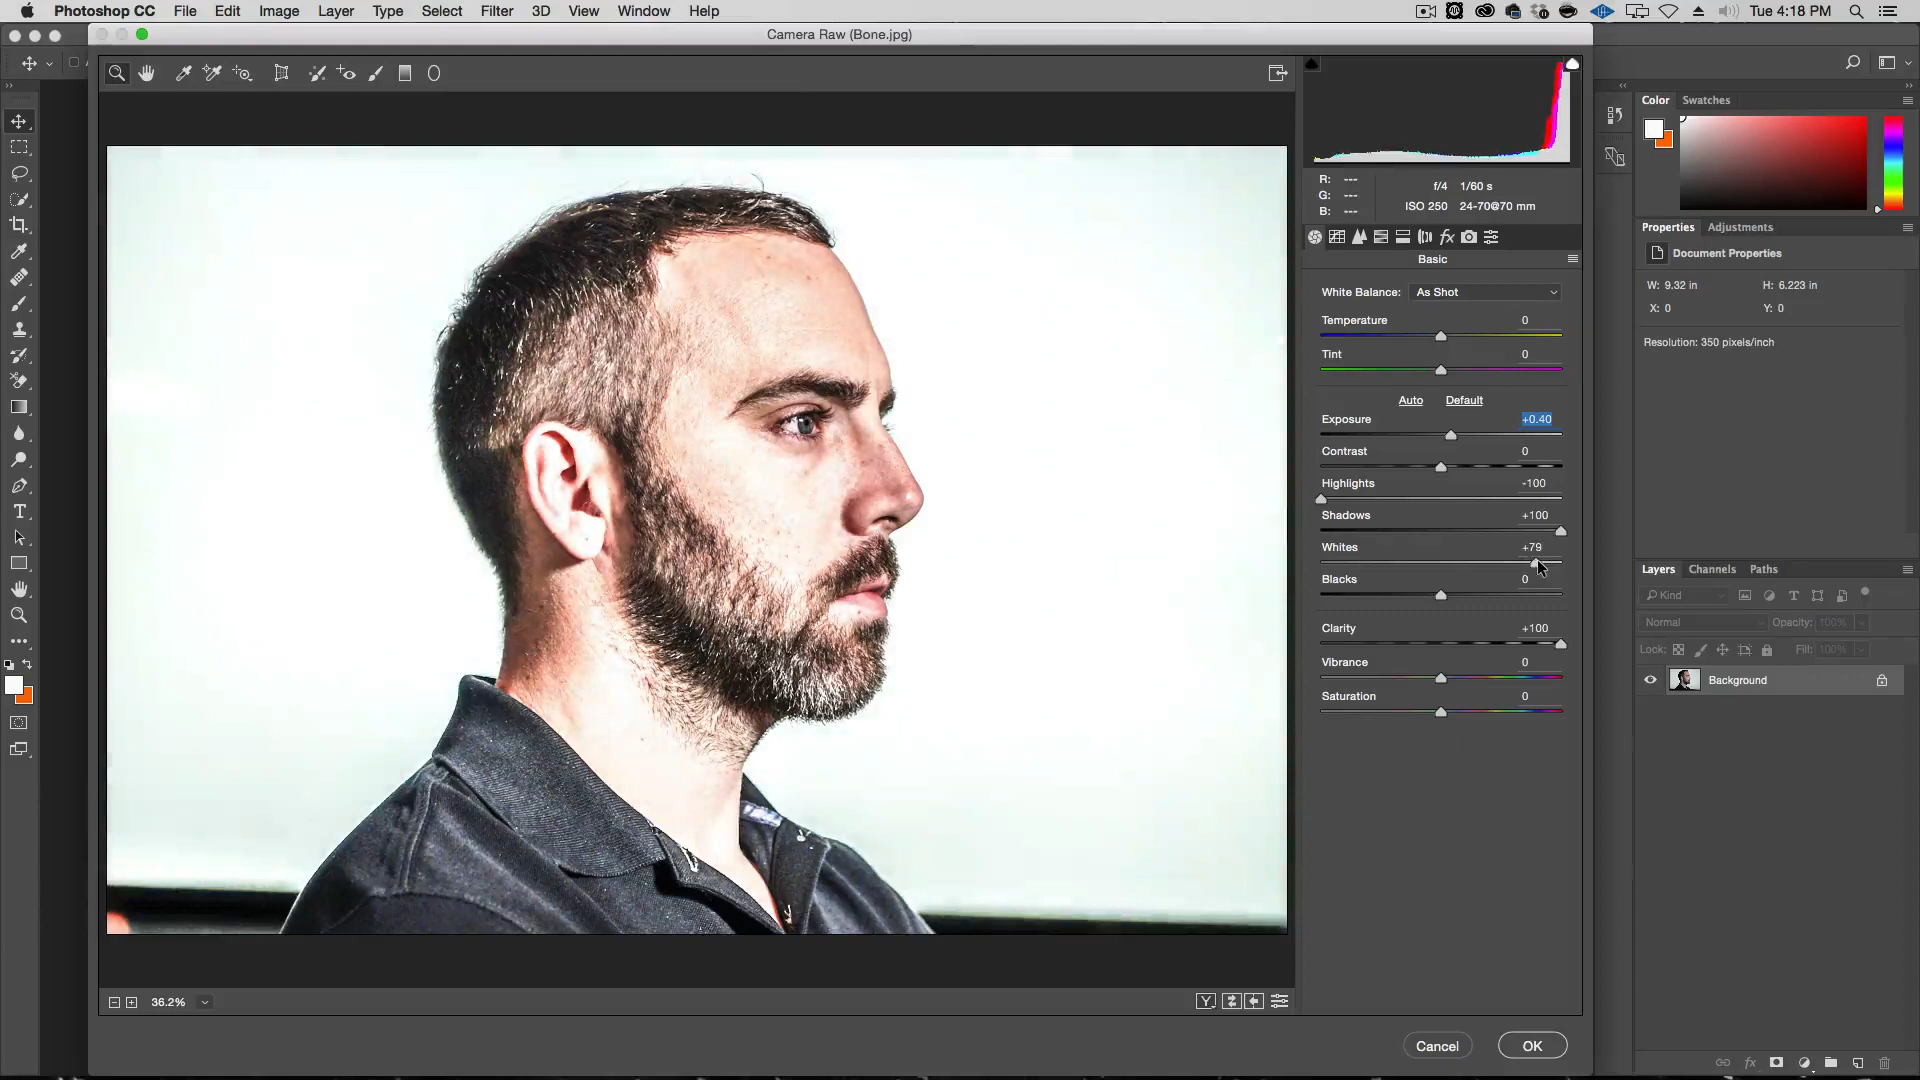 Photoshop CC File Edit Image Layer Type Select Filter 3D View Window Help Tue 4:18 PM
Camera Raw (Bone.jpg)
Color Swatches
R: ---
G: ---
B: ---
f/4 1/60 s
ISO 250 24-70@70 mm
Basic
White Balance: As Shot
Temperature 0
Tint 0
Auto Default
Exposure +0.40
Contrast 0
Highlights -100
Shadows +100
Whites +79
Blacks 0
Clarity +100
Vibrance 0
Saturation 0
Properties Adjustments
Document Properties
W: 9.32 in H: 6.223 in
X: 0 Y: 0
Resolution: 350 pixels/inch
Layers Channels Paths
Kind
Normal Opacity: 100%
Lock: Fill: 100%
Background
36.2%
Y
Cancel OK